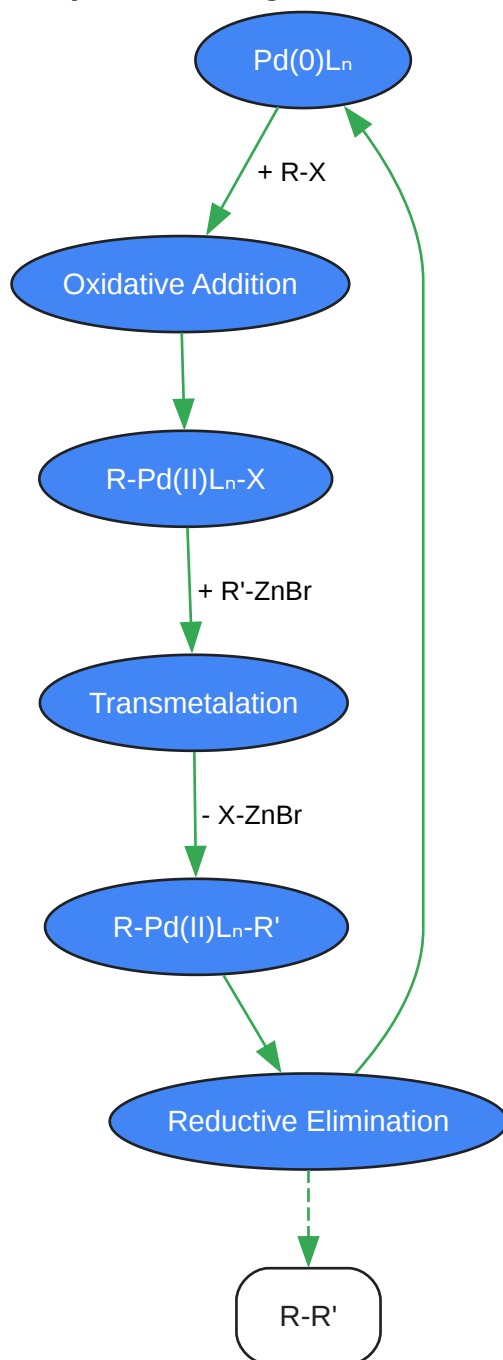 Pd(0)Lₙ
+ R-X
Oxidative Addition
R-Pd(II)Lₙ-X
+ R'-ZnBr
Transmetalation
- X-ZnBr
R-Pd(II)Lₙ-R'
Reductive Elimination
R-R'